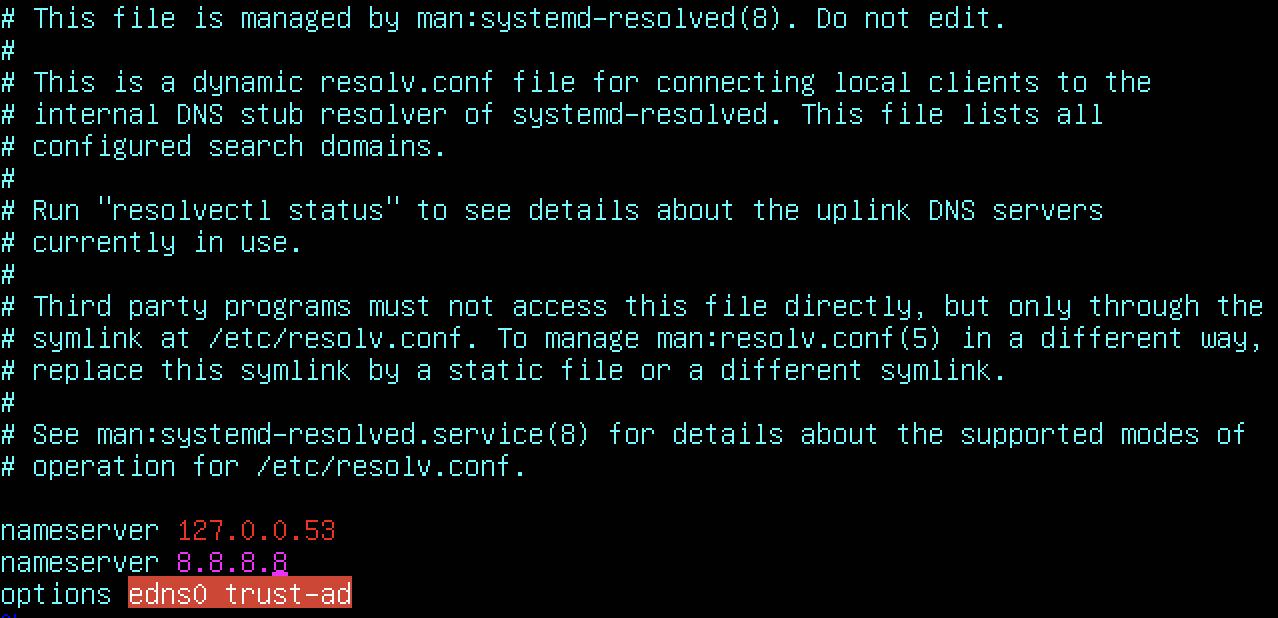 # This file is managed by man:systemd-resolved(8). Do not edit.
#
# This is a dynamic resolv.conf file for connecting local clients to the
# internal DNS stub resolver of systemd-resolved. This file lists all
# configured search domains.
#
# Run "resolvectl status" to see details about the uplink DNS servers
# currently in use.
#
# Third party programs must not access this file directly, but only through the
# symlink at /etc/resolv.conf. To manage man:resolv.conf(5) in a different way,
# replace this symlink by a static file or a different symlink.
#
# See man:systemd-resolved.service(8) for details about the supported modes of
# operation for /etc/resolv.conf.
nameserver 127.0.0.53
nameserver 8.8.8.8
options edns0 trust-ad